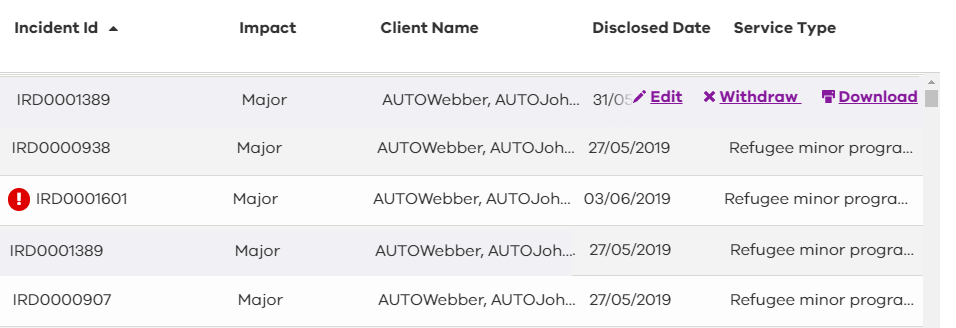 Incident Id Impact Client Name Disclosed Date Service Type
IRD0001389 Major AUTOWebber, AUTOJoh... 31/05 Edit Withdraw Download
IRD0000938 Major AUTOWebber, AUTOJoh... 27/05/2019 Refugee minor progra...
IRD0001601 Major AUTOWebber, AUTOJoh... 03/06/2019 Refugee minor progra...
IRD0001389 Major AUTOWebber, AUTOJoh.... 27/05/2019 Refugee minor progra...
IRD0000907 Major AUTOWebber, AUTOJoh... 27/05/2019 Refugee minor progra...